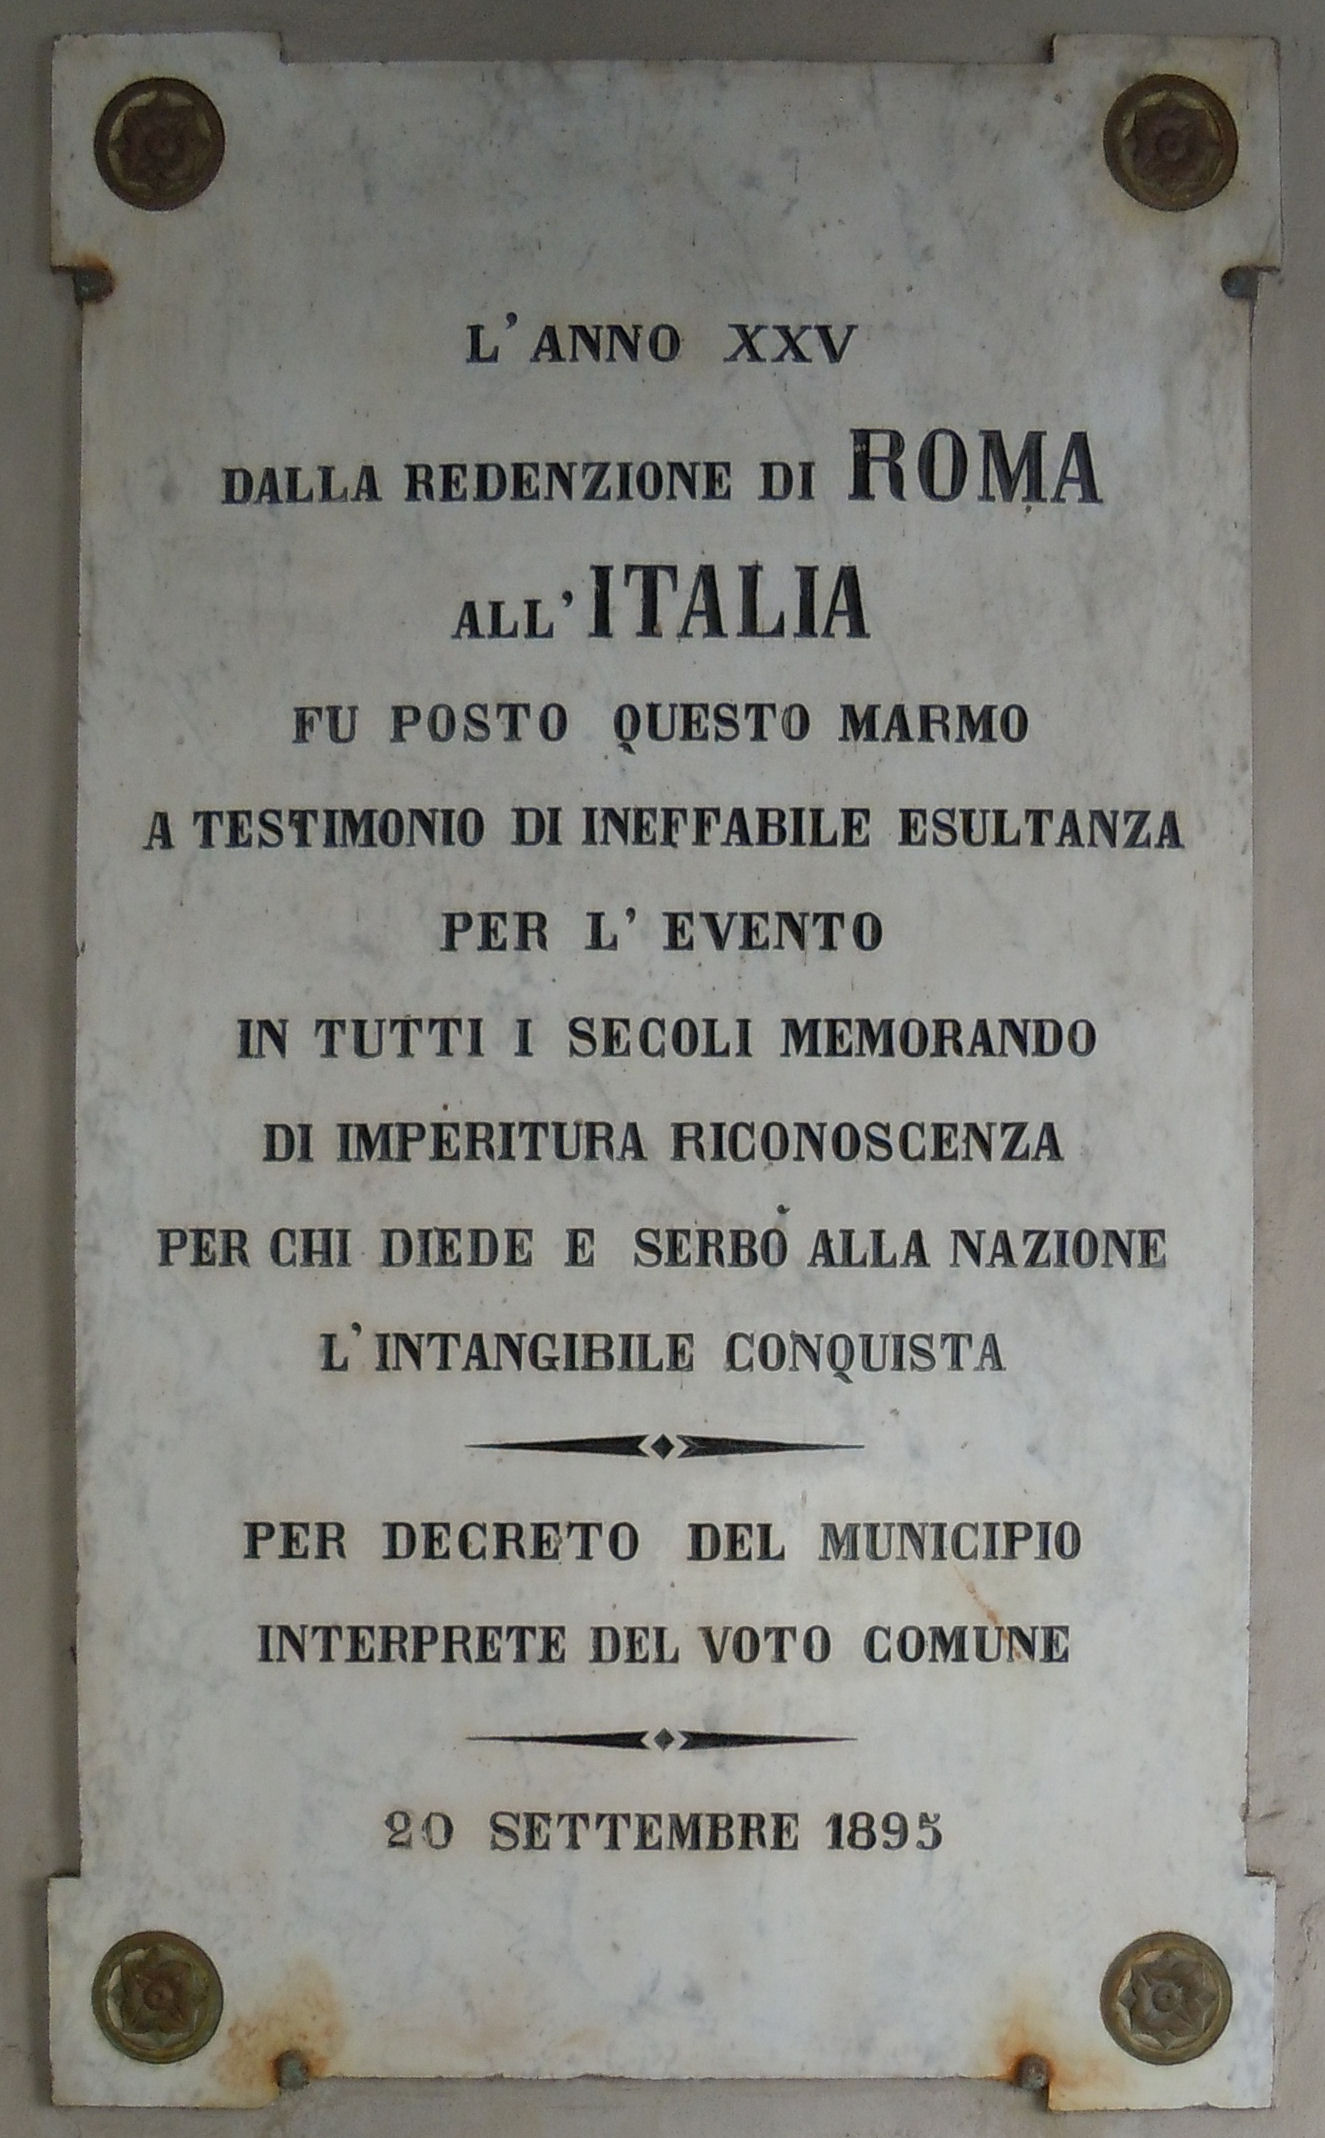 L'ANNO XXV
DALLA REDENZIONE DI ROMA
ALL'ITALIA
FU POSTO QUESTO MARMO
A TESTIMONIO DI INEFFABILE ESULTANZA
PER L'EVENTO
IN TUTTI I SECOLI MEMORANDO
DI IMPERITURA RICONOSCENZA
PER CHI DIEDE E SERBÒ ALLA NAZIONE
L'INTANGIBILE CONQUISTA
PER DECRETO DEL MUNICIPIO
INTERPRETE DEL VOTO COMUNE
20 SETTEMBRE 1895